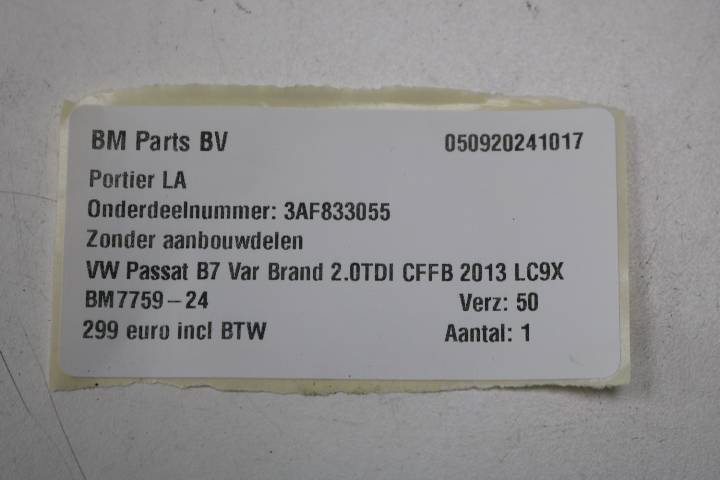 BM Parts BV 050920241017
Portier LA
Onderdeelnummer: 3AF833055
Zonder aanbouwdelen
VW Passat B7 Var Brand 2.0TDI CFFB 2013 LC9X
BM7759-24 Verz: 50
299 euro incl BTW Aantal: 1